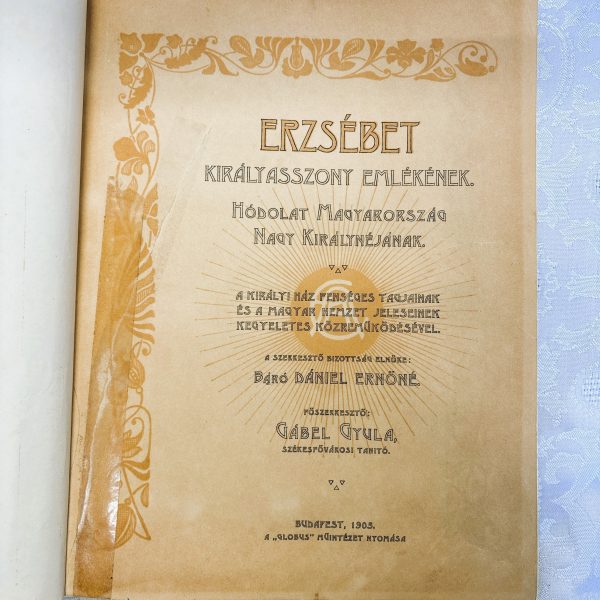 ERZSÉBET
KIRÁLYASSZONY EMLÉKÉNEK.
HÓDOLAT MAGYARORSZÁG
NAGY KIRÁLYNÉJÁNAK.
A KIRÁLYI HÁZ FENSÉGES TAGJAINAK
ÉS A MAGYAR NEMZET JELESEINEK
KEGYELETES KÖZREMŰKÖDÉSÉVEL.
A SZERKESZTŐ BIZOTTSÁG ELNÖKE:
BÁRÓ DÁNIEL ERNŐNÉ.
FŐSZERKESZTŐ:
GÁBEL GYULA,
SZÉKESFŐVÁROSI TANITÓ.
BUDAPEST, 1905.
A „GLOBUS” MŰINTÉZET NYOMÁSA